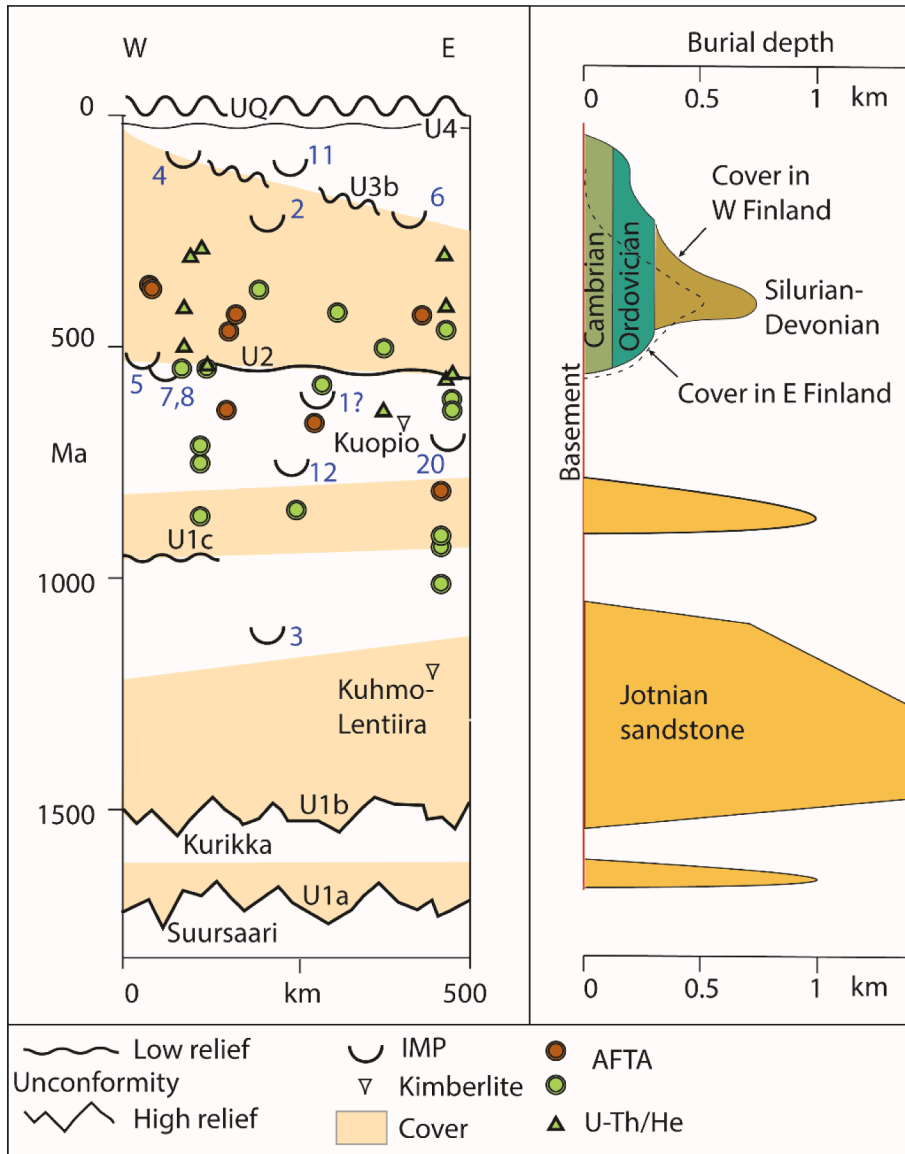 W
E
0
UQ
U4
4
11
U3b
6
2
500
U2
5
7,8
1?
Kuopio
Ma
12
20
U1c
1000
3
Kuhmo-
Lentiira
1500
U1b
Kurikka
U1a
Suursaari
0
km
500
Burial depth
0
0.5
1
km
Cover in
W Finland
Cambrian
Ordovician
Silurian-
Devonian
Cover in E Finland
Basement
Jotnian
sandstone
0
0.5
1
km
Low relief
Unconformity
High relief
IMP
Kimberlite
Cover
AFTA
U-Th/He